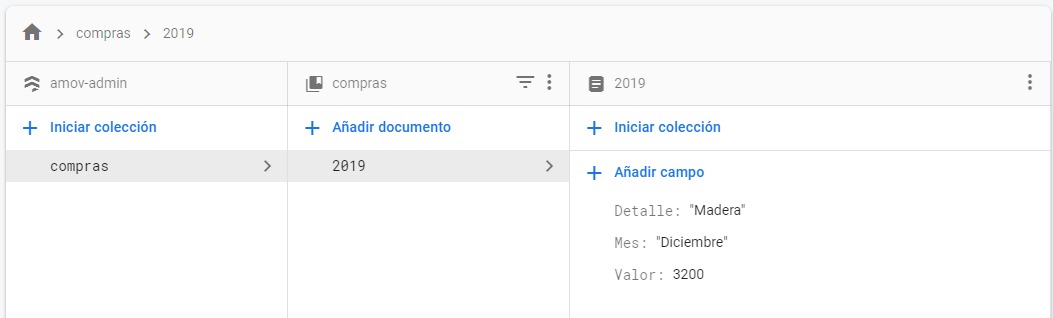 compras
2019
amov-admin
compras
2019
Iniciar colección
Añadir documento
Iniciar colección
compras
2019
Añadir campo
Detalle: "Madera"
Mes: "Diciembre"
Valor: 3200